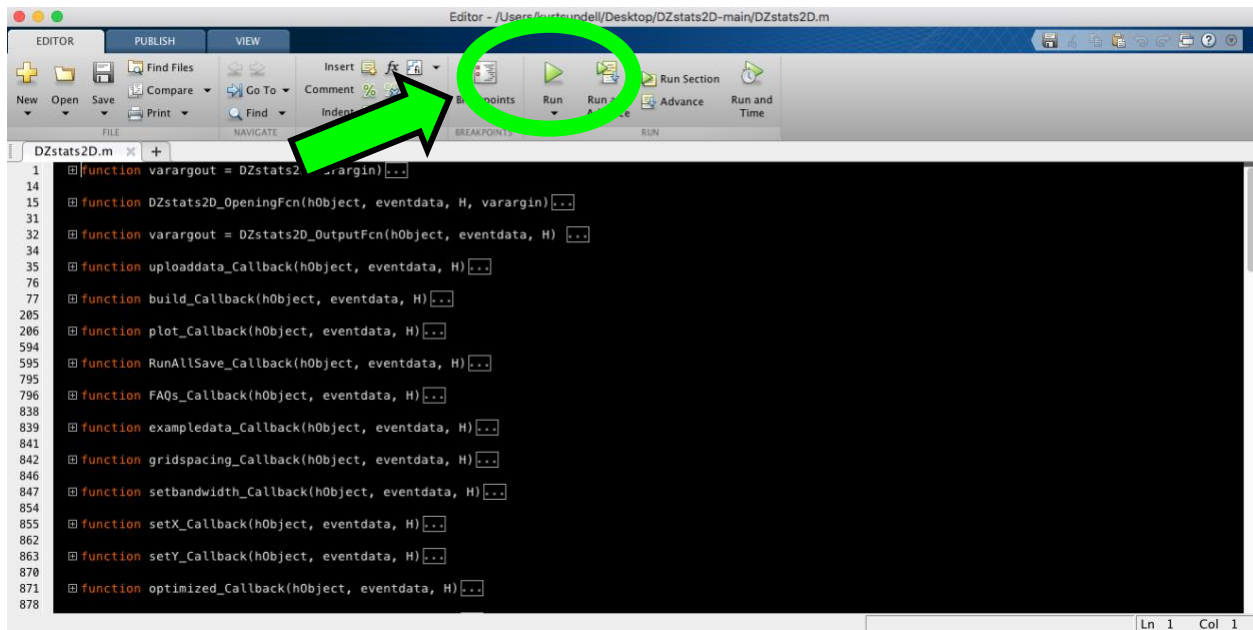 Editor - /Users/kurtsundell/Desktop/DZstats2D-main/DZstats2D.m
EDITOR PUBLISH VIEW
Find Files Insert fx
New Open Save Compare Go To Comment % Breakpoints Run Run Run Section Advance Run and Time
Print Find Indent
FILE NAVIGATE BREAKPOINTS RUN
DZstats2D.m × +
1 function varargout = DZstats2 ...
14
15 function DZstats2D_OpeningFcn(hObject, eventdata, H, varargin)...
31
32 function varargout = DZstats2D_OutputFcn(hObject, eventdata, H) ...
34
35 function uploaddata_Callback(hObject, eventdata, H)...
76
77 function build_Callback(hObject, eventdata, H)...
205
206 function plot_Callback(hObject, eventdata, H)...
594
595 function RunAllSave_Callback(hObject, eventdata, H)...
795
796 function FAQs_Callback(hObject, eventdata, H)...
838
839 function exampledata_Callback(hObject, eventdata, H)...
841
842 function gridspacing_Callback(hObject, eventdata, H)...
846
847 function setbandwidth_Callback(hObject, eventdata, H)...
854
855 function setX_Callback(hObject, eventdata, H)...
862
863 function setY_Callback(hObject, eventdata, H)...
870
871 function optimized_Callback(hObject, eventdata, H)...
878
Ln 1 Col 1